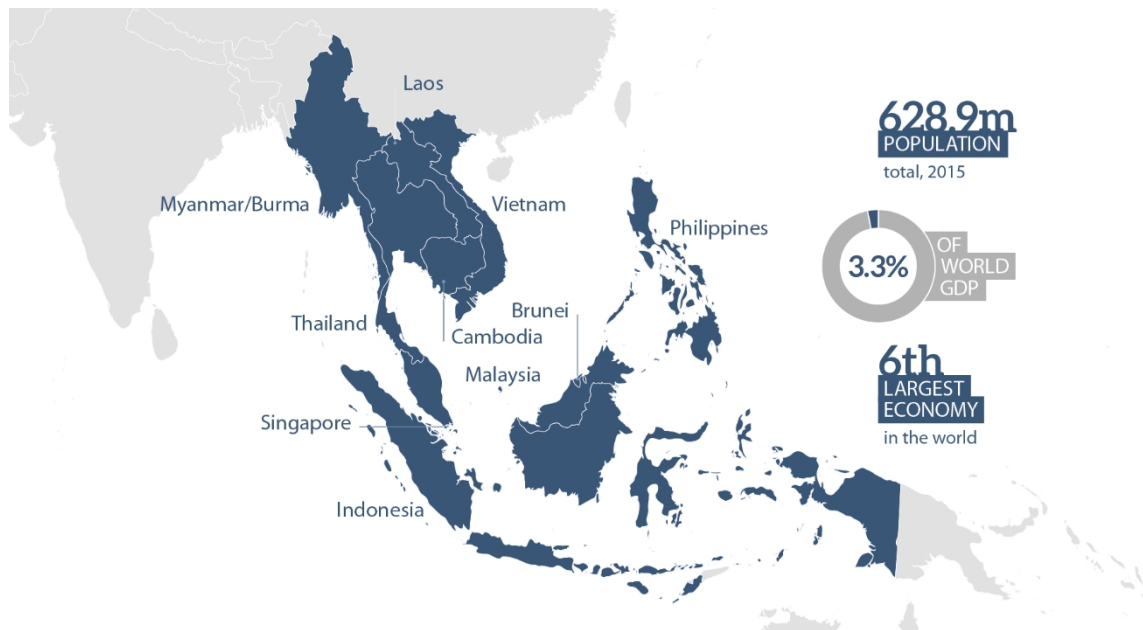 Laos
Myanmar/Burma
Vietnam
Philippines
Thailand
Brunei
Cambodia
Malaysia
Singapore
Indonesia
628.9m
POPULATION
total, 2015
3.3%
OF
WORLD
GDP
6th
LARGEST
ECONOMY
in the world